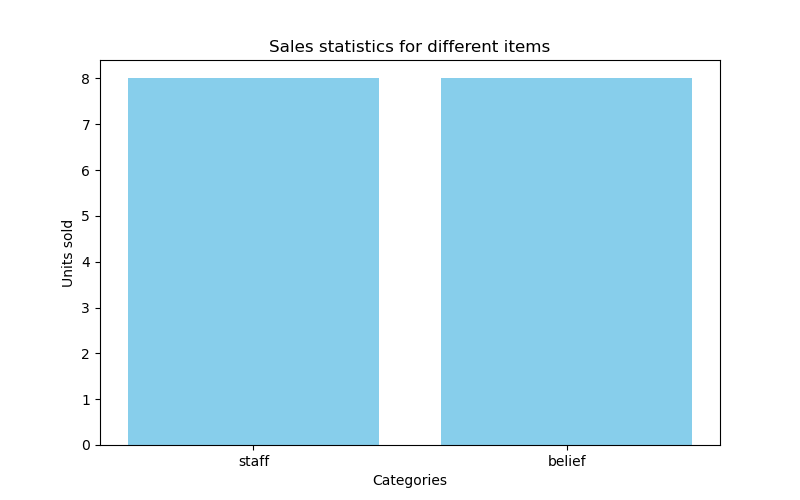 Sales statistics for different items
8
7
6
5
4
3
2
1
0
Units sold
staff belief
Categories